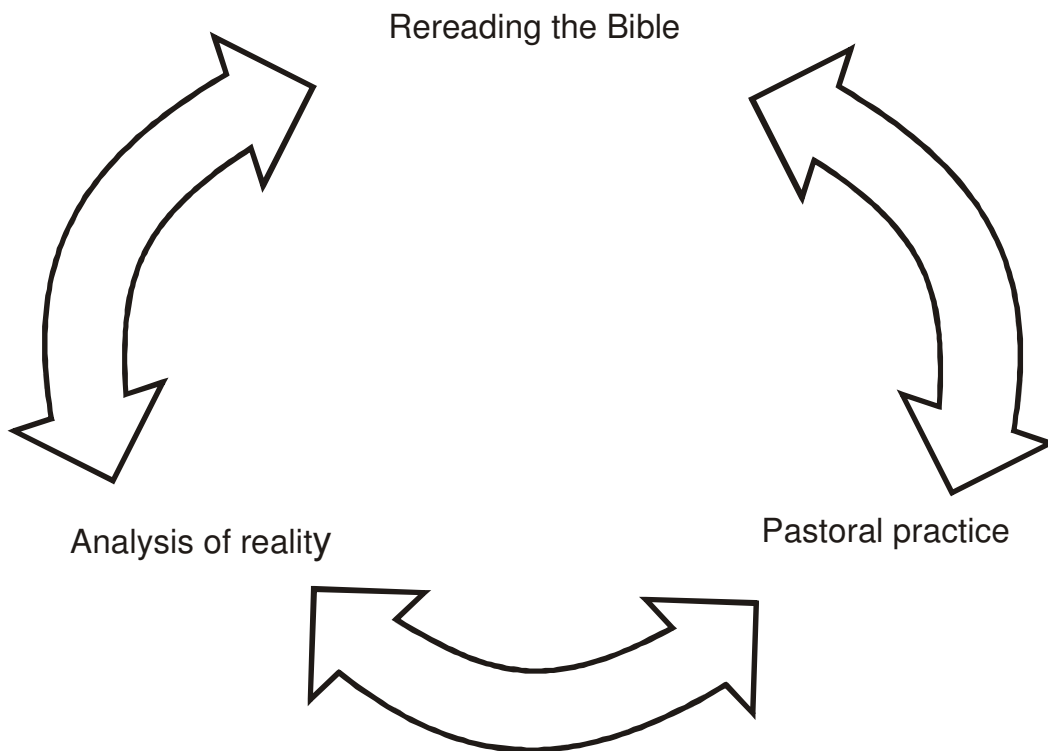 Rereading the Bible
Analysis of reality
Pastoral practice